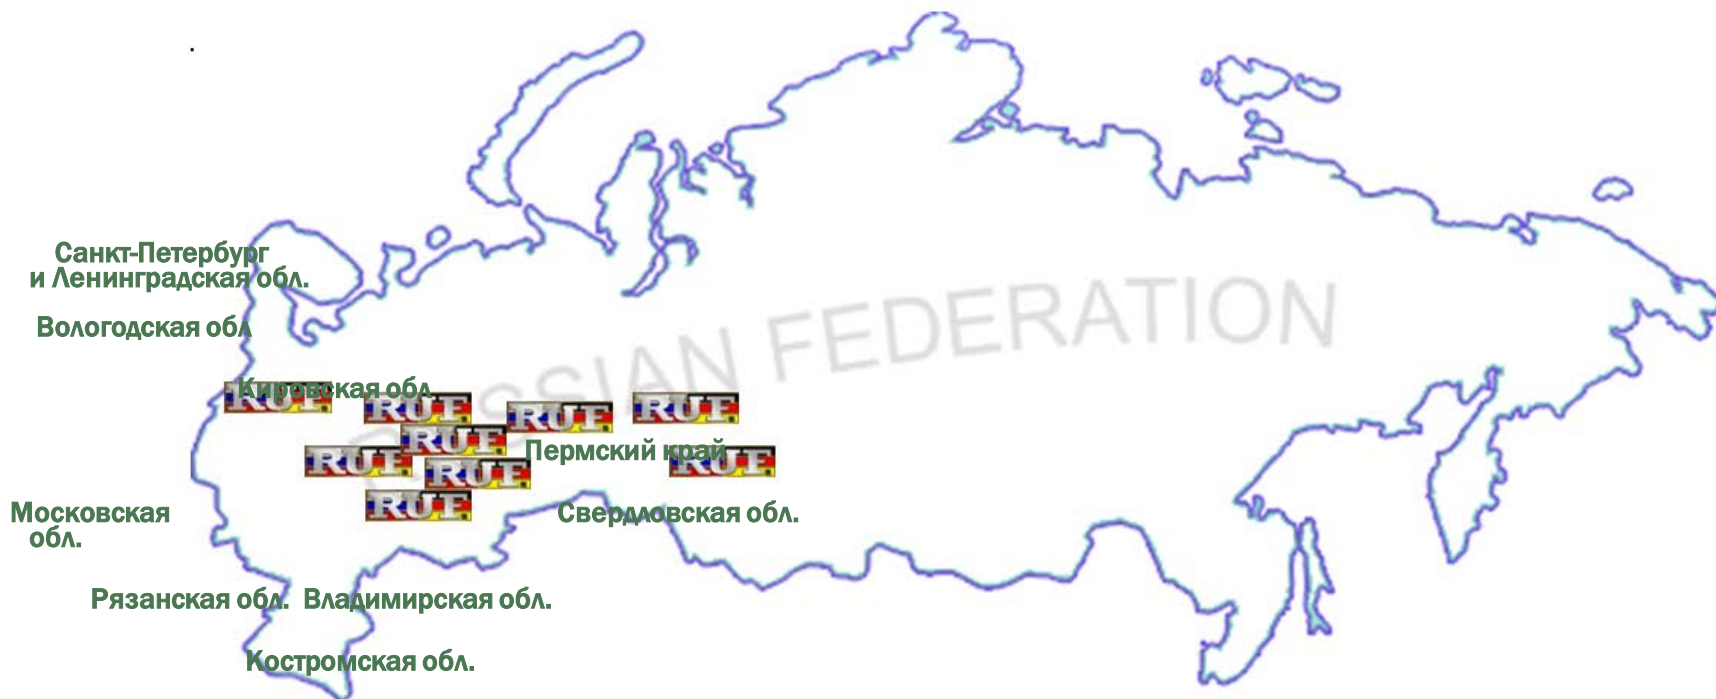 Санкт-Петербург
и Ленинградская обл.
Вологодская обл
RUSSIAN FEDERATION
Кировская обл
RUF.
RUF.
RUF.
RUF.
RUF.
Пермский край
RUF.
RUF.
RUF.
RUF.
Московская
обл.
Свердловская обл.
Рязанская обл.
Владимирская обл.
Костромская обл.